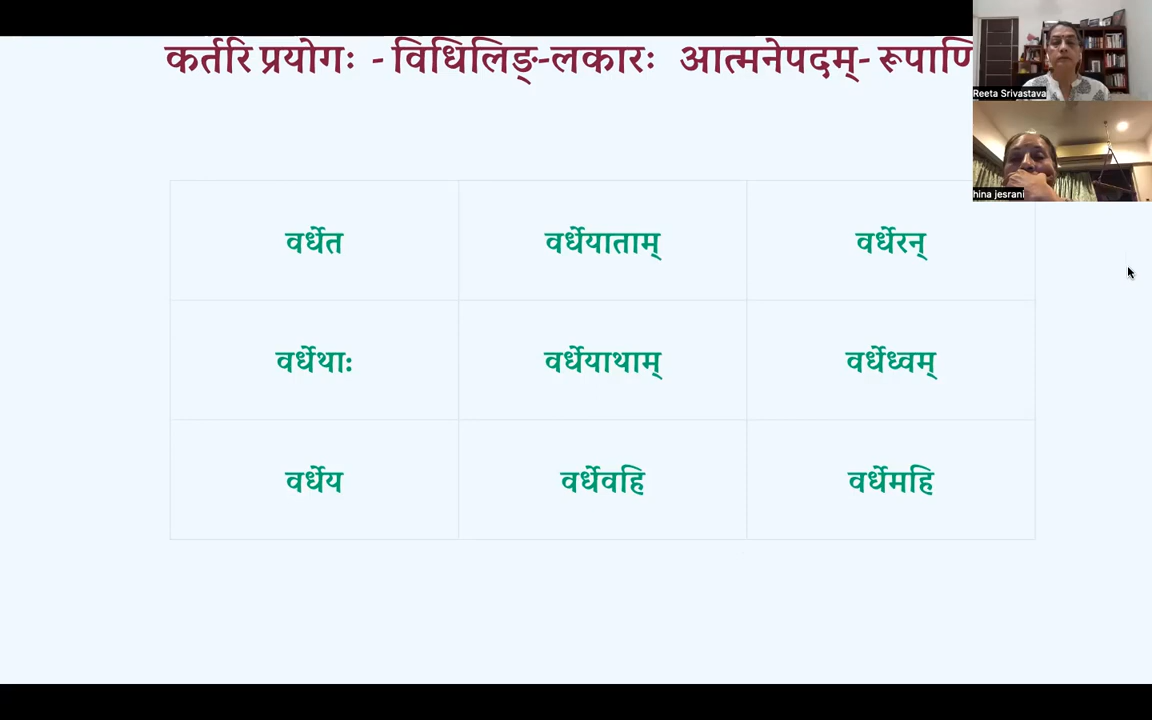 कर्तरि प्रयोगः - विधिलिङ्-लकारः आत्मनेपदम्- रूपाणि
Reeta Srivastava
hina jesrani
वर्धेत वर्धेयाताम् वर्धेरन्
वर्धेथाः वर्धेयाथाम् वर्धेध्वम्
वर्धेय वर्धेवहि वर्धेमहि